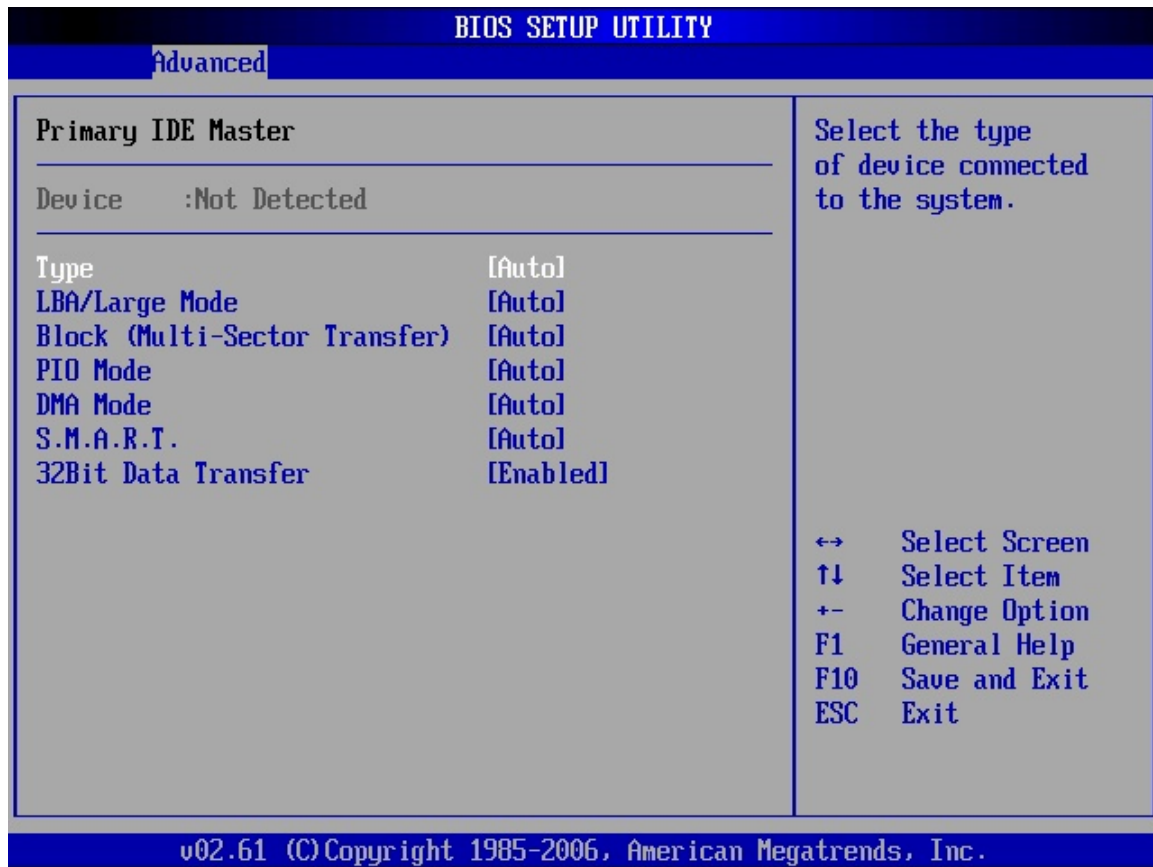 BIOS SETUP UTILITY
Advanced
Primary IDE Master
Device :Not Detected
Type [Auto]
LBA/Large Mode [Auto]
Block (Multi-Sector Transfer) [Auto]
PIO Mode [Auto]
DMA Mode [Auto]
S.M.A.R.T. [Auto]
32Bit Data Transfer [Enabled]
Select the type
of device connected
to the system.
←→ Select Screen
↑↓ Select Item
+- Change Option
F1 General Help
F10 Save and Exit
ESC Exit
v02.61 (C)Copyright 1985-2006, American Megatrends, Inc.